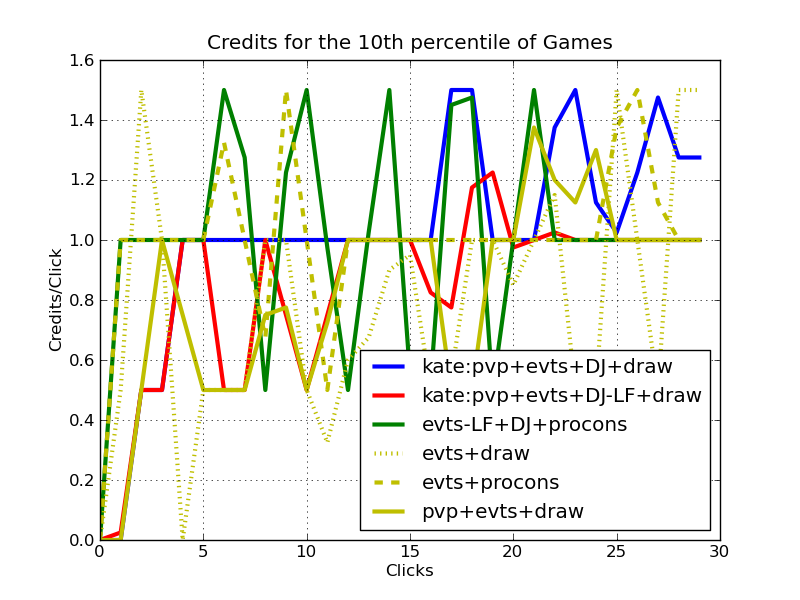 Credits for the 10th percentile of Games
1.6
1.4
1.2
1.0
0.8
0.6
0.4
0.2
0.0
Credits/Click
kate:pvp+evts+DJ+draw
kate:pvp+evts+DJ-LF+draw
evts-LF+DJ+procons
evts+draw
evts+procons
pvp+evts+draw
0 5 10 15 20 25 30
Clicks